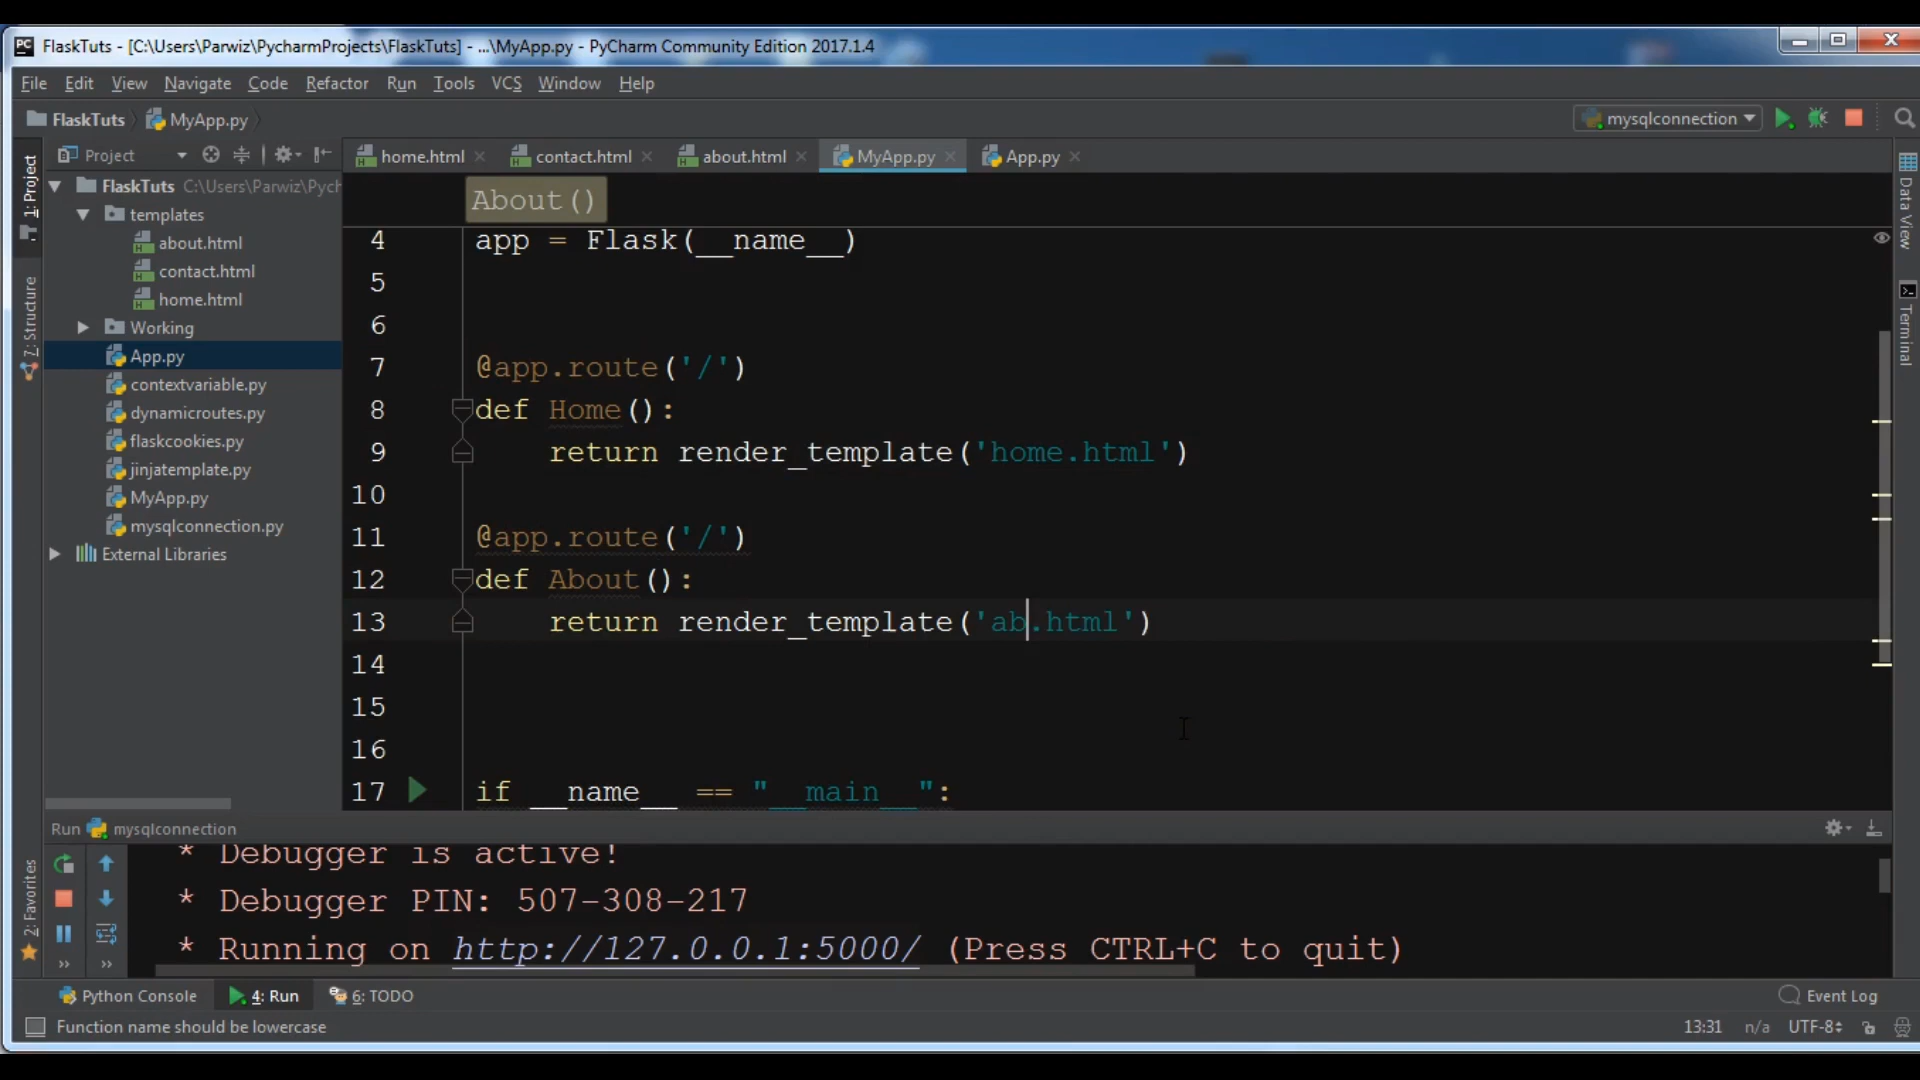 PC FlaskTuts - [C:\Users\Parwiz\PycharmProjects\FlaskTuts] - ...\MyApp.py - PyCharm Community Edition 2017.1.4
File Edit View Navigate Code Refactor Run Tools VCS Window Help
FlaskTuts MyApp.py mysqlconnection
1: Project
7: Structure
2: Favorites
Project
FlaskTuts C:\Users\Parwiz\Pych
templates
about.html
contact.html
home.html
Working
App.py
contextvariable.py
dynamicroutes.py
flaskcookies.py
jinjatemplate.py
MyApp.py
mysqlconnection.py
External Libraries
home.html contact.html about.html MyApp.py App.py
About()
4 app = Flask(__name__)
5
6
7 @app.route('/')
8 def Home():
9 return render_template('home.html')
10
11 @app.route('/')
12 def About():
13 return render_template('ab.html')
14
15
16
17 if __name__ == "__main__":
Data View
Terminal
Run mysqlconnection
* Debugger is active!
* Debugger PIN: 507-308-217
* Running on http://127.0.0.1:5000/ (Press CTRL+C to quit)
Python Console 4: Run 6: TODO Event Log
Function name should be lowercase 13:31 n/a UTF-8